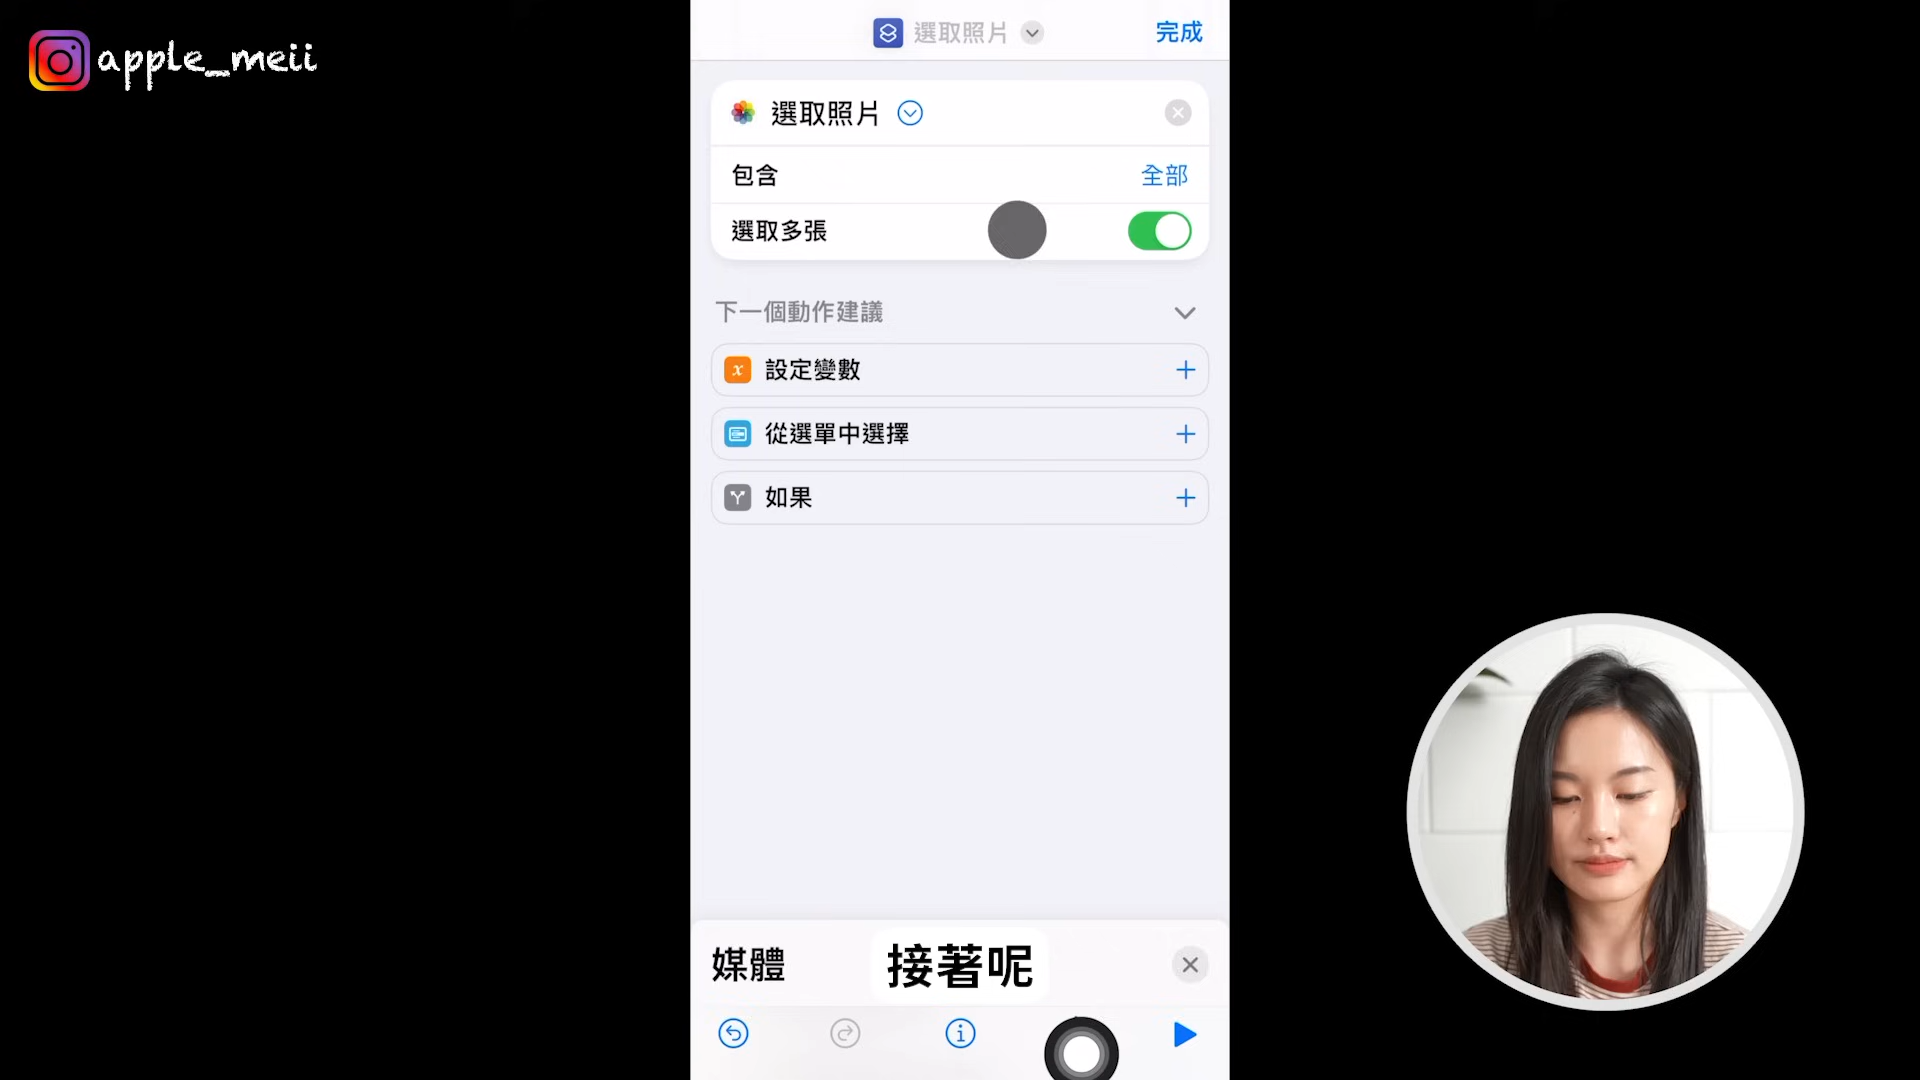 apple_meii
選取照片
完成
選取照片
包含
全部
選取多張
下一個動作建議
x 設定變數
從選單中選擇
如果
媒體
接著呢